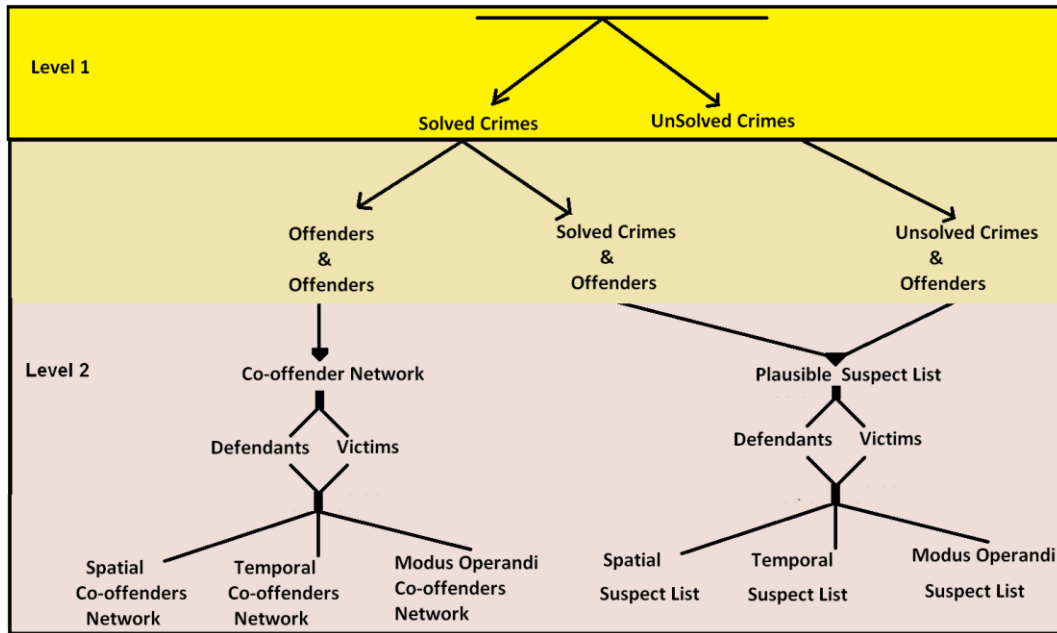 Level 1
Solved Crimes
UnSolved Crimes
Offenders
&
Offenders
Solved Crimes
&
Offenders
Unsolved Crimes
&
Offenders
Level 2
Co-offender Network
Plausible Suspect List
Defendants
Victims
Defendants
Victims
Spatial
Co-offenders
Network
Temporal
Co-offenders
Network
Modus Operandi
Co-offenders
Network
Spatial
Suspect List
Temporal
Suspect List
Modus Operandi
Suspect List